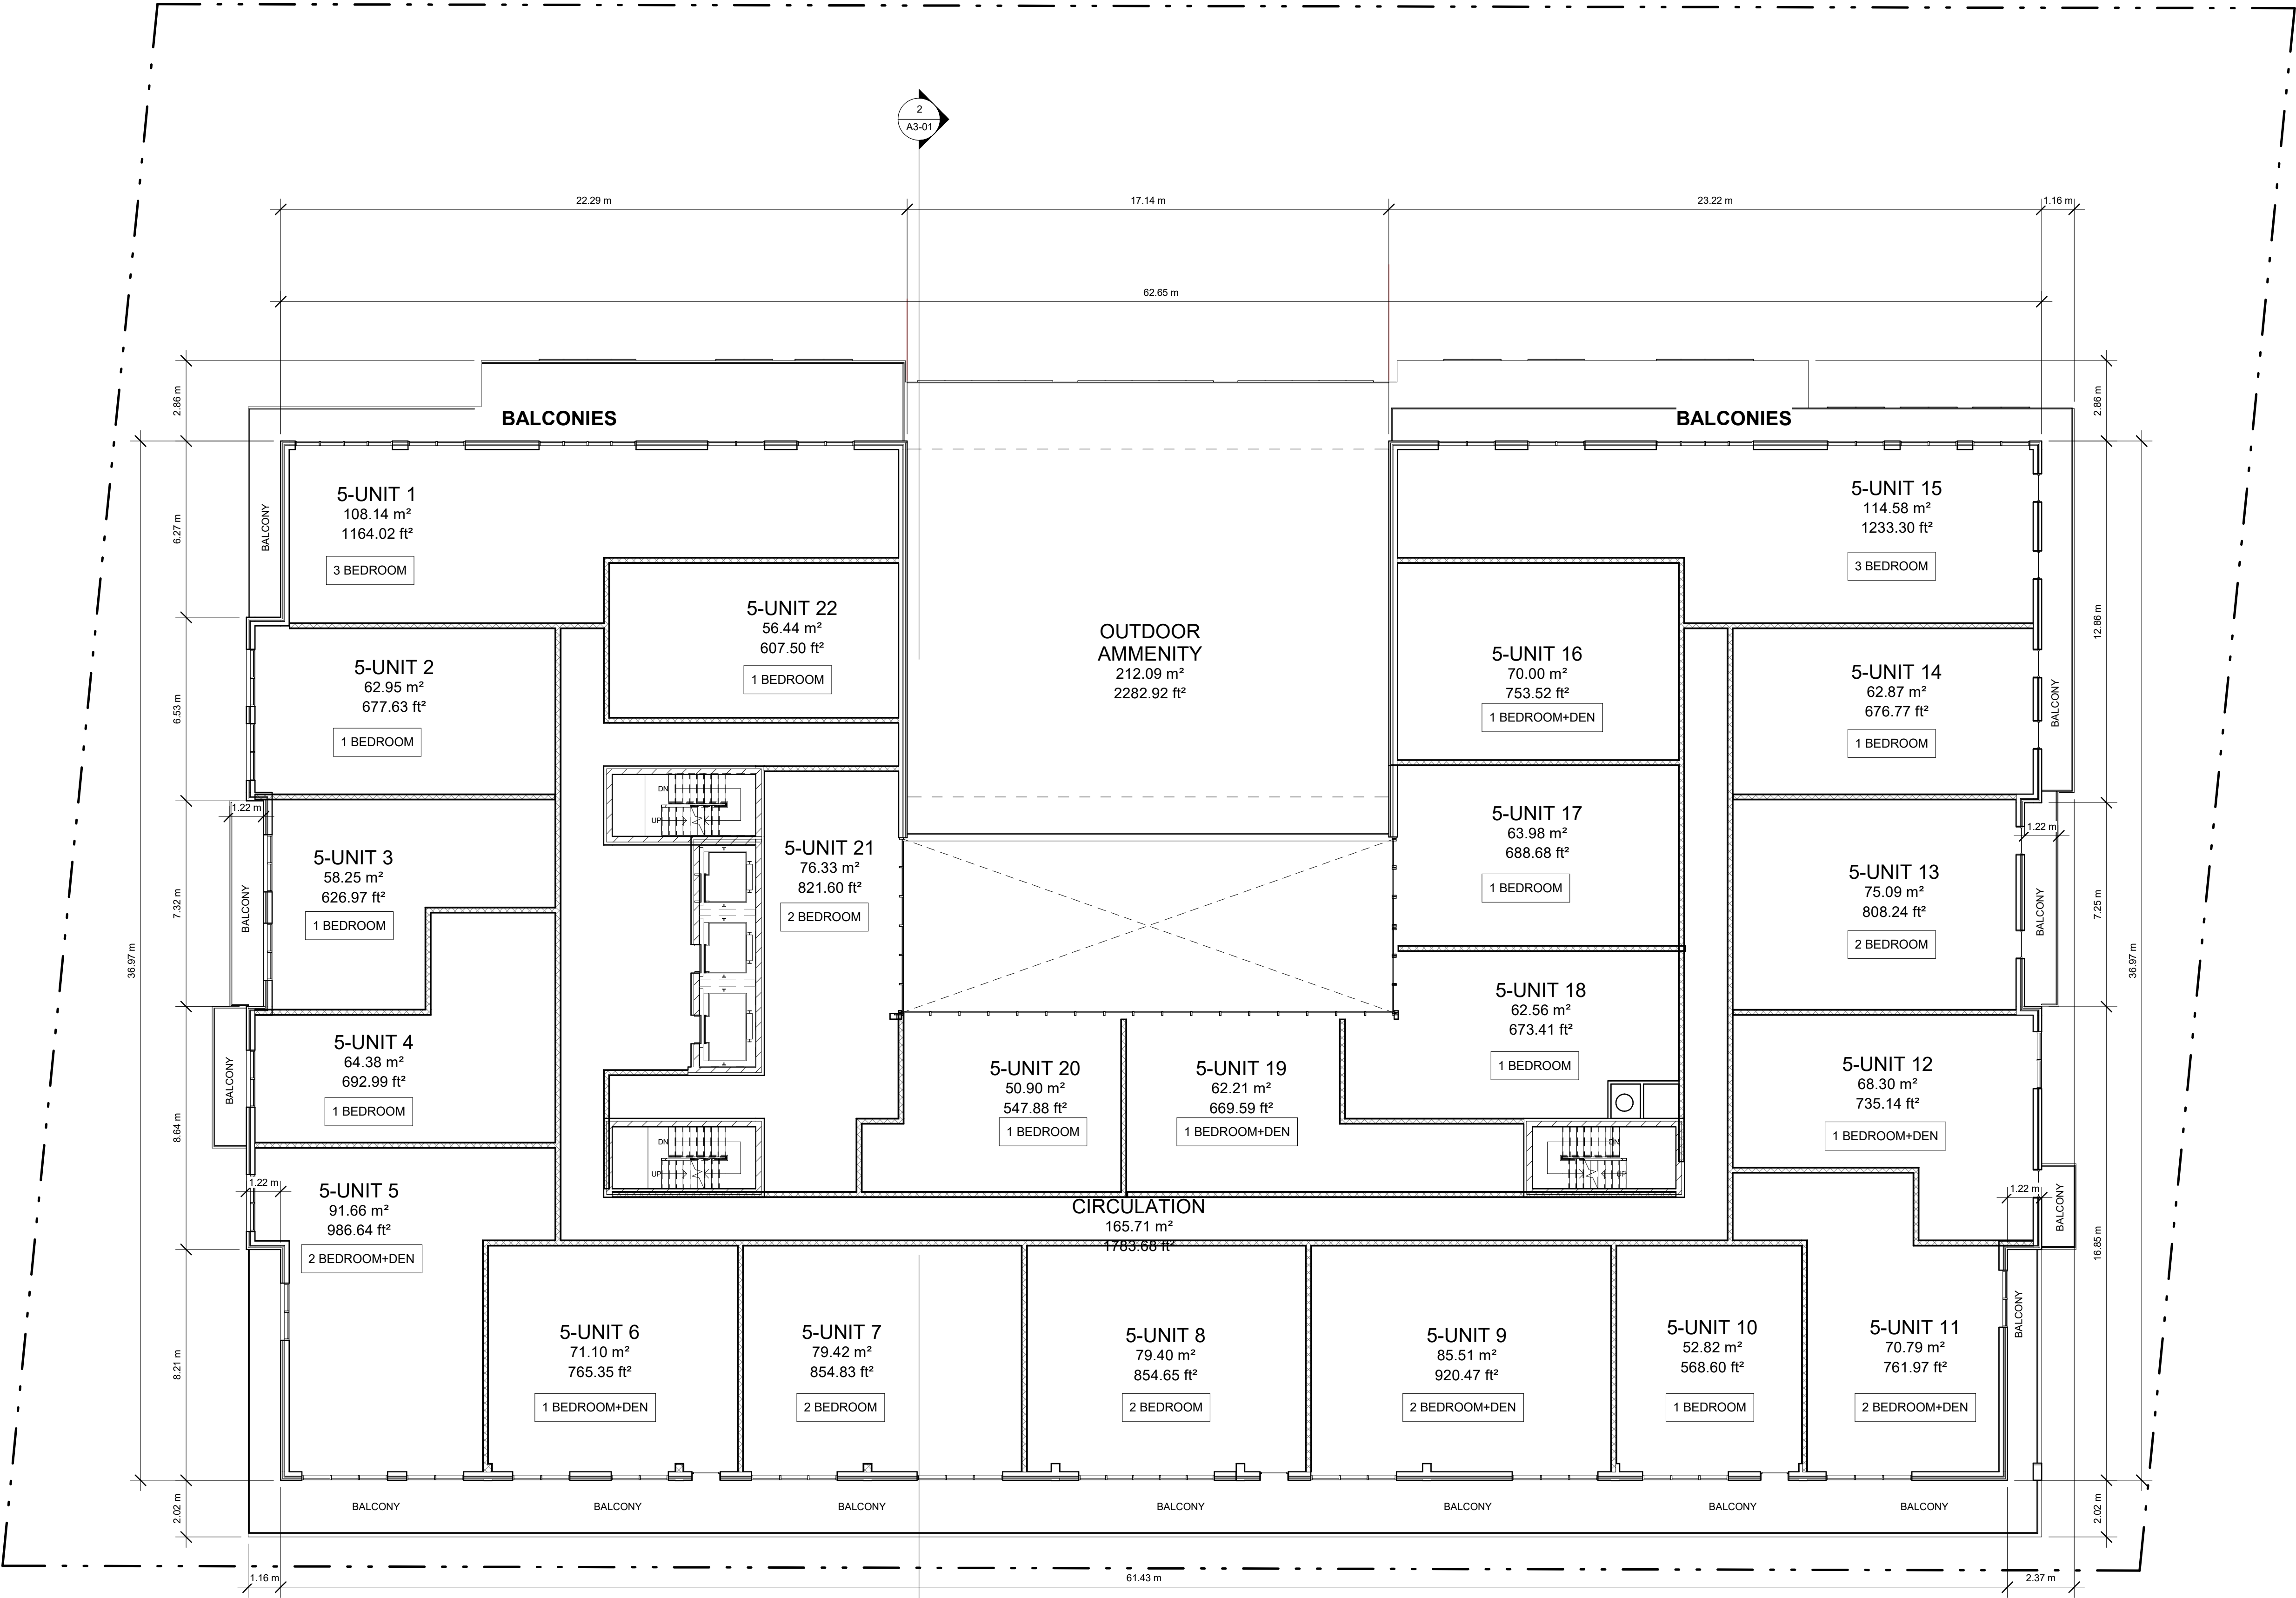 2
A3-01
22.29 m
17.14 m
23.22 m
1.16 m
62.65 m
2.86 m
2.86 m
BALCONIES
BALCONIES
BALCONY
6.27 m
5-UNIT 1
108.14 m²
1164.02 ft²
3 BEDROOM
5-UNIT 15
114.58 m²
1233.30 ft²
3 BEDROOM
5-UNIT 22
56.44 m²
607.50 ft²
1 BEDROOM
OUTDOOR
AMMENITY
212.09 m²
2282.92 ft²
5-UNIT 16
70.00 m²
753.52 ft²
1 BEDROOM+DEN
12.86 m
6.53 m
5-UNIT 2
62.95 m²
677.63 ft²
1 BEDROOM
5-UNIT 14
62.87 m²
676.77 ft²
1 BEDROOM
BALCONY
DN
UP
1.22 m
5-UNIT 3
58.25 m²
626.97 ft²
1 BEDROOM
BALCONY
7.32 m
36.97 m
5-UNIT 21
76.33 m²
821.60 ft²
2 BEDROOM
5-UNIT 17
63.98 m²
688.68 ft²
1 BEDROOM
1.22 m
5-UNIT 13
75.09 m²
808.24 ft²
2 BEDROOM
BALCONY
7.25 m
36.97 m
5-UNIT 4
64.38 m²
692.99 ft²
1 BEDROOM
BALCONY
8.64 m
5-UNIT 18
62.56 m²
673.41 ft²
1 BEDROOM
5-UNIT 20
50.90 m²
547.88 ft²
1 BEDROOM
5-UNIT 19
62.21 m²
669.59 ft²
1 BEDROOM+DEN
5-UNIT 12
68.30 m²
735.14 ft²
1 BEDROOM+DEN
DN
UP
DN
UP
1.22 m
5-UNIT 5
91.66 m²
986.64 ft²
2 BEDROOM+DEN
CIRCULATION
165.71 m²
1783.68 ft²
1.22 m
BALCONY
16.85 m
8.21 m
5-UNIT 6
71.10 m²
765.35 ft²
1 BEDROOM+DEN
5-UNIT 7
79.42 m²
854.83 ft²
2 BEDROOM
5-UNIT 8
79.40 m²
854.65 ft²
2 BEDROOM
5-UNIT 9
85.51 m²
920.47 ft²
2 BEDROOM+DEN
5-UNIT 10
52.82 m²
568.60 ft²
1 BEDROOM
5-UNIT 11
70.79 m²
761.97 ft²
2 BEDROOM+DEN
BALCONY
2.02 m
BALCONY
BALCONY
BALCONY
BALCONY
BALCONY
BALCONY
BALCONY
2.02 m
1.16 m
61.43 m
2.37 m